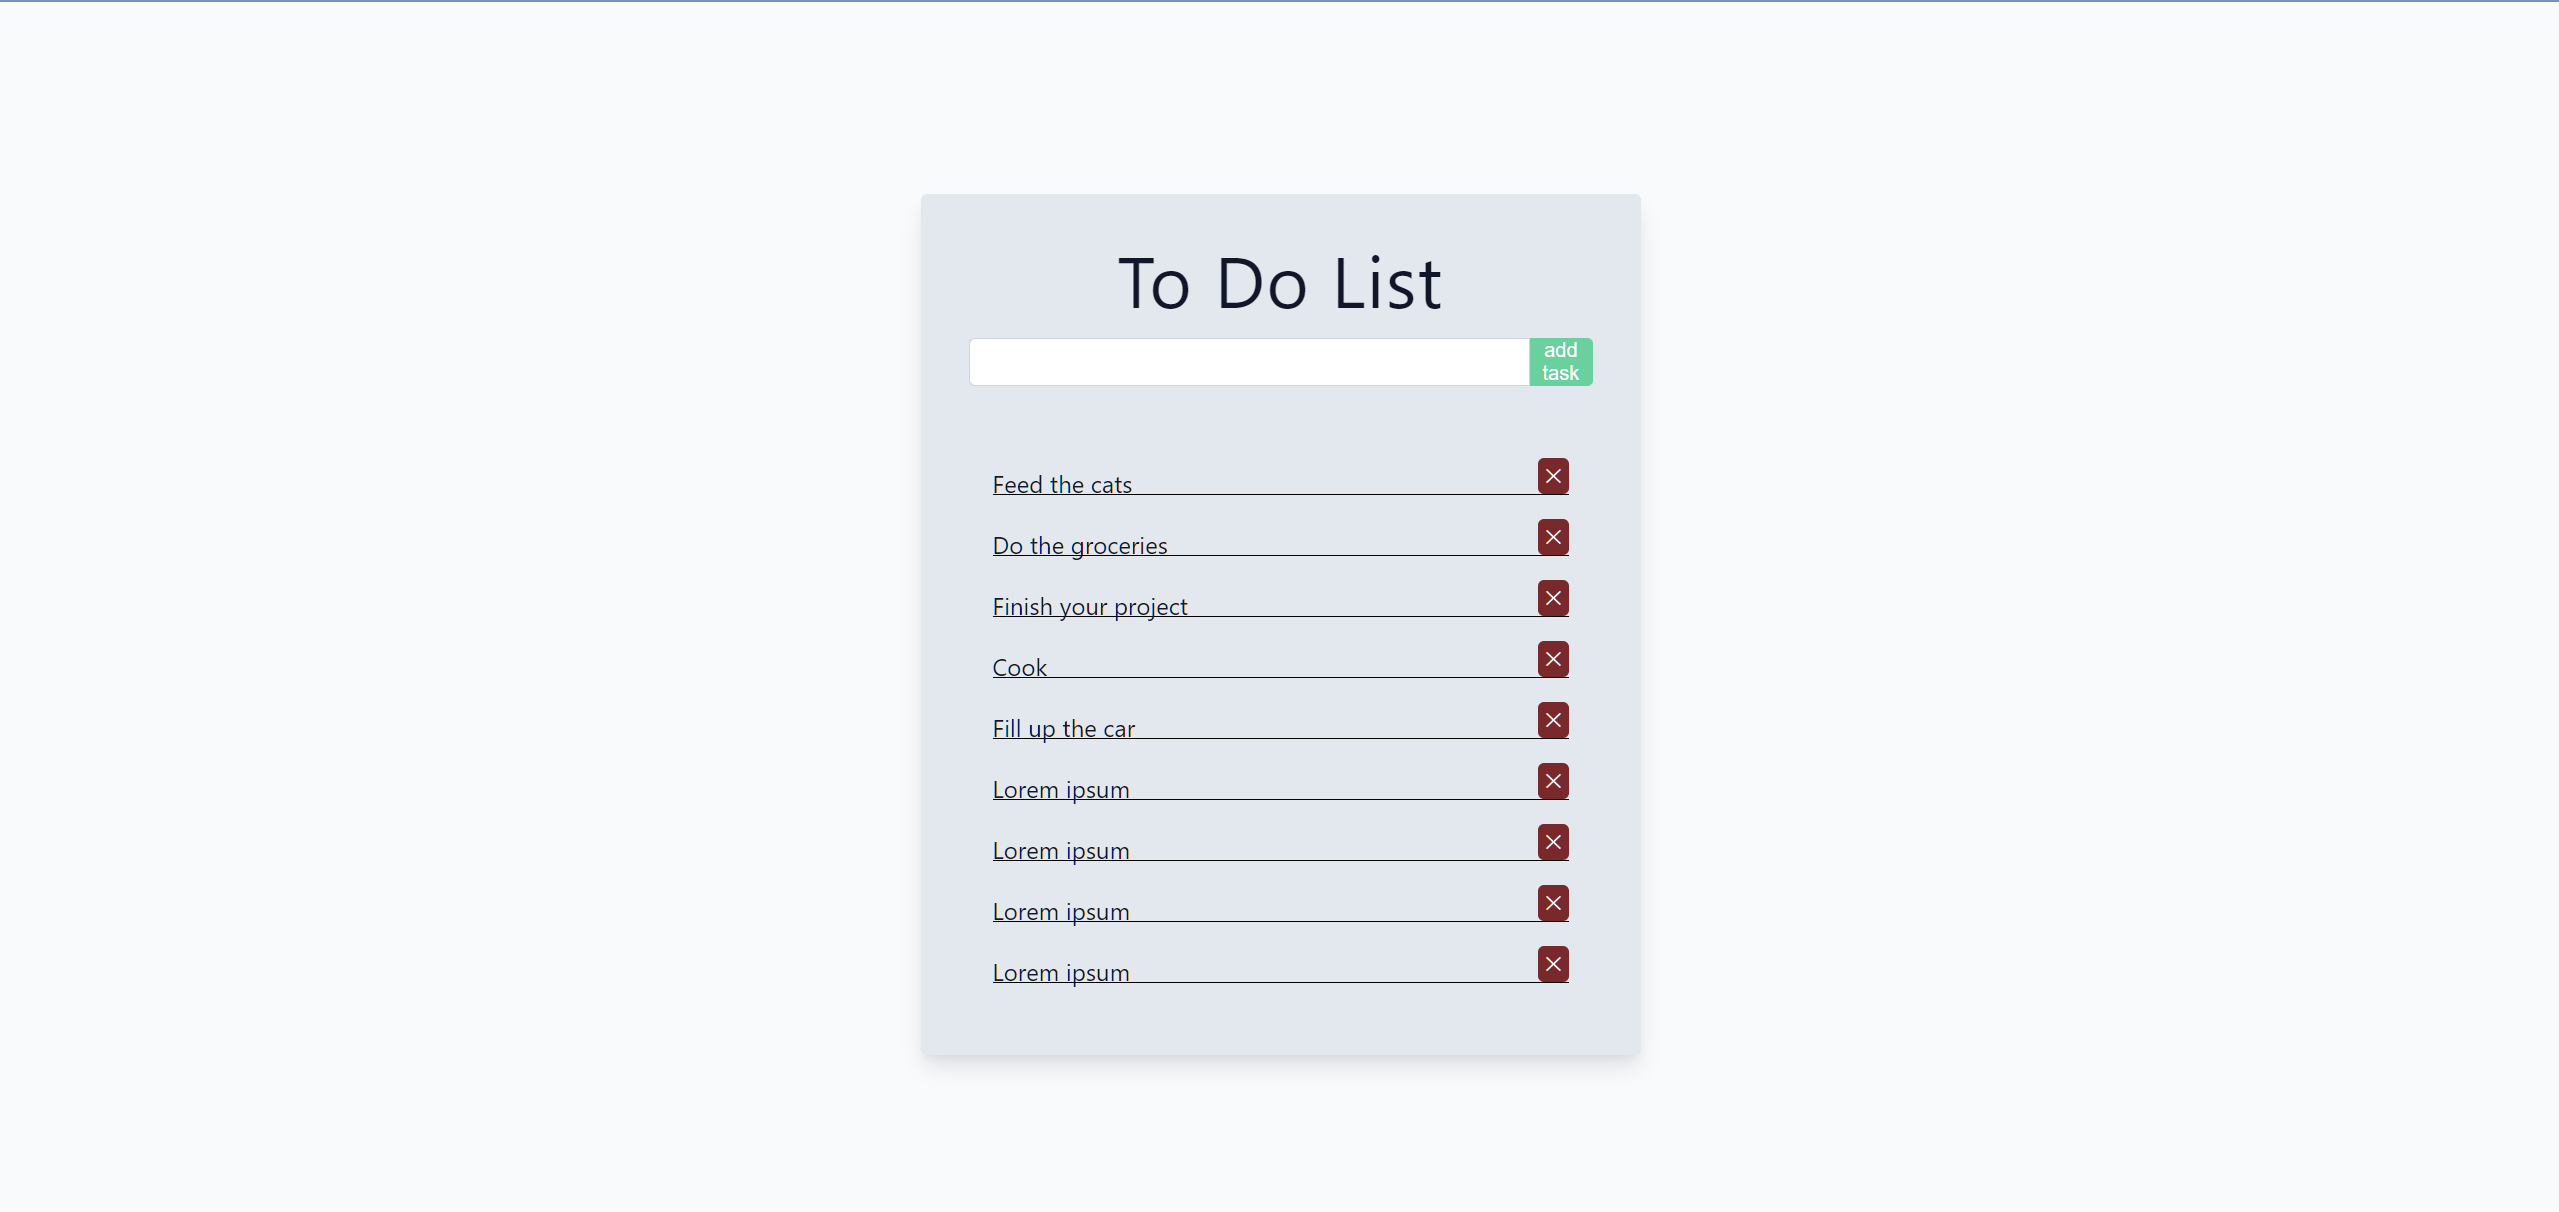 To Do List
add
task
Feed the cats
Do the groceries
Finish your project
Cook
Fill up the car
Lorem ipsum
Lorem ipsum
Lorem ipsum
Lorem ipsum